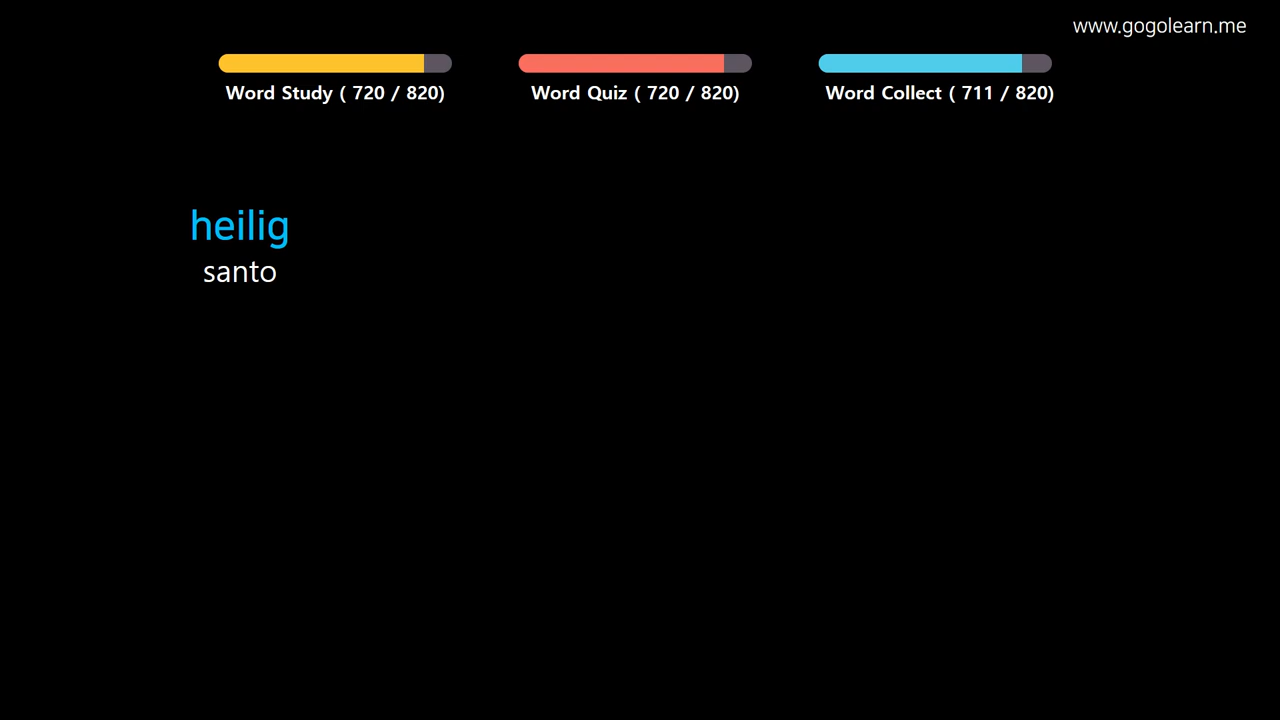 www.gogolearn.me
Word Study ( 720 / 820)
Word Quiz ( 720 / 820)
Word Collect ( 711 / 820)
heilig
santo